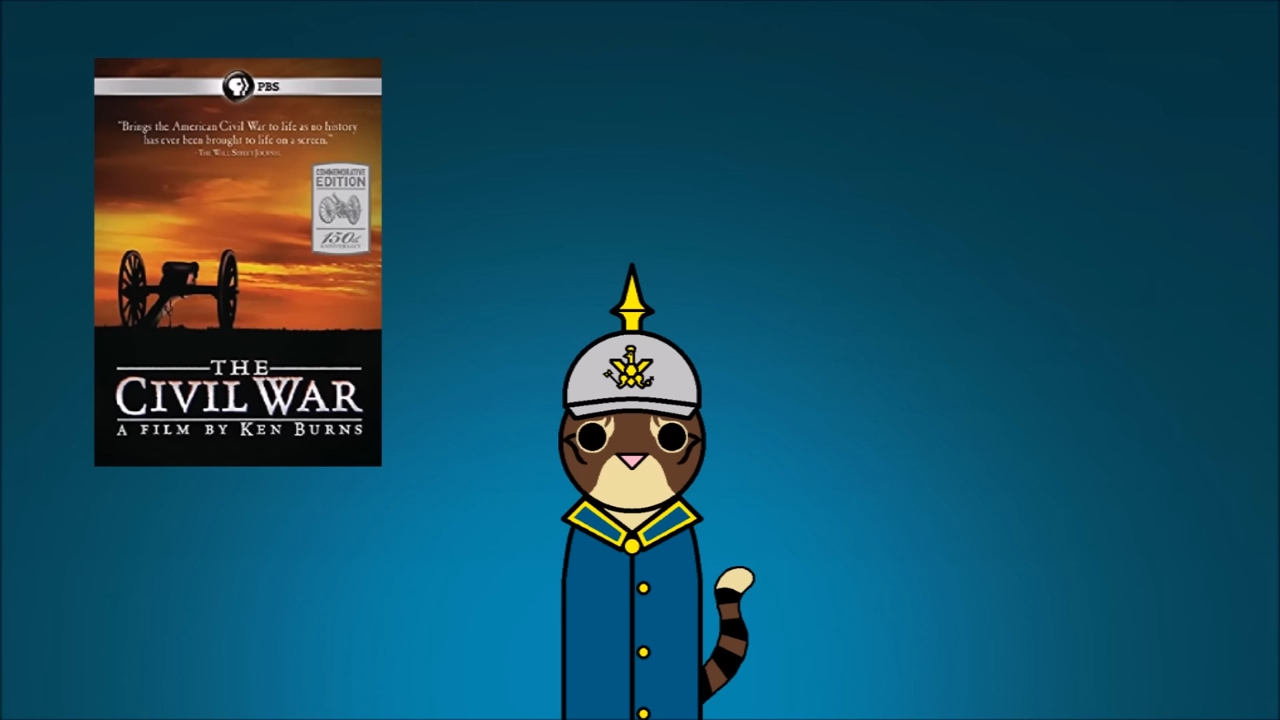 PBS
"Brings the American Civil War to life as no history
has ever been brought to life on a screen."
-The Wall Street Journal
COMMEMORATIVE
EDITION
150th
ANNIVERSARY
THE
CIVIL WAR
A FILM BY KEN BURNS